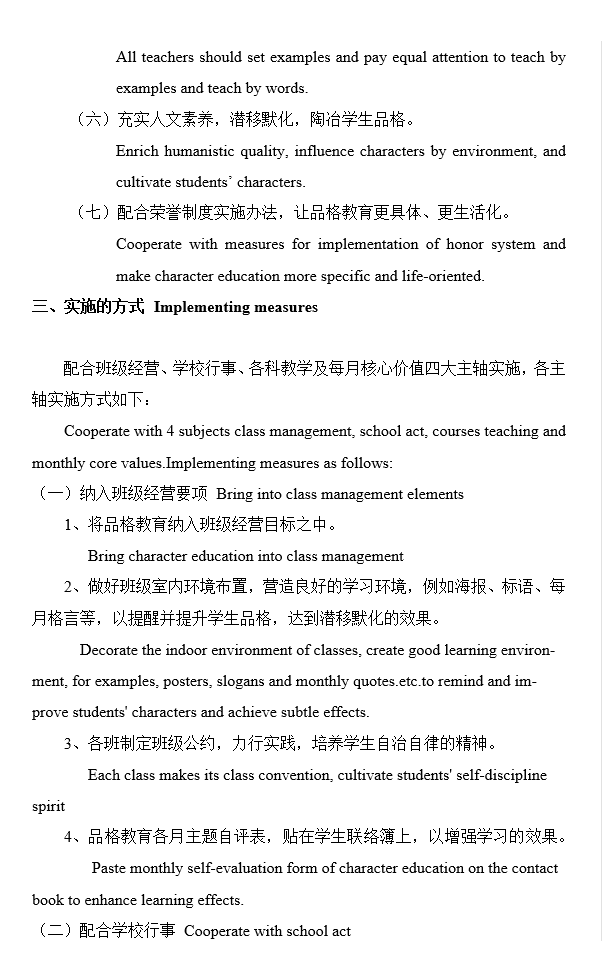 All teachers should set examples and pay equal attention to teach by
examples and teach by words.
（六）充实人文素养，潜移默化，陶冶学生品格。
Enrich humanistic quality, influence characters by environment, and
cultivate students’ characters.
（七）配合荣誉制度实施办法，让品格教育更具体、更生活化。
Cooperate with measures for implementation of honor system and
make character education more specific and life-oriented.
三、实施的方式 Implementing measures
配合班级经营、学校行事、各科教学及每月核心价值四大主轴实施，各主
轴实施方式如下：
Cooperate with 4 subjects class management, school act, courses teaching and
monthly core values.Implementing measures as follows:
（一）纳入班级经营要项 Bring into class management elements
1、将品格教育纳入班级经营目标之中。
Bring character education into class management
2、做好班级室内环境布置，营造良好的学习环境，例如海报、标语、每
月格言等，以提醒并提升学生品格，达到潜移默化的效果。
Decorate the indoor environment of classes, create good learning environ-
ment, for examples, posters, slogans and monthly quotes.etc.to remind and im-
prove students' characters and achieve subtle effects.
3、各班制定班级公约，力行实践，培养学生自治自律的精神。
Each class makes its class convention, cultivate students' self-discipline
spirit
4、品格教育各月主题自评表，贴在学生联络簿上，以增强学习的效果。
Paste monthly self-evaluation form of character education on the contact
book to enhance learning effects.
（二）配合学校行事 Cooperate with school act